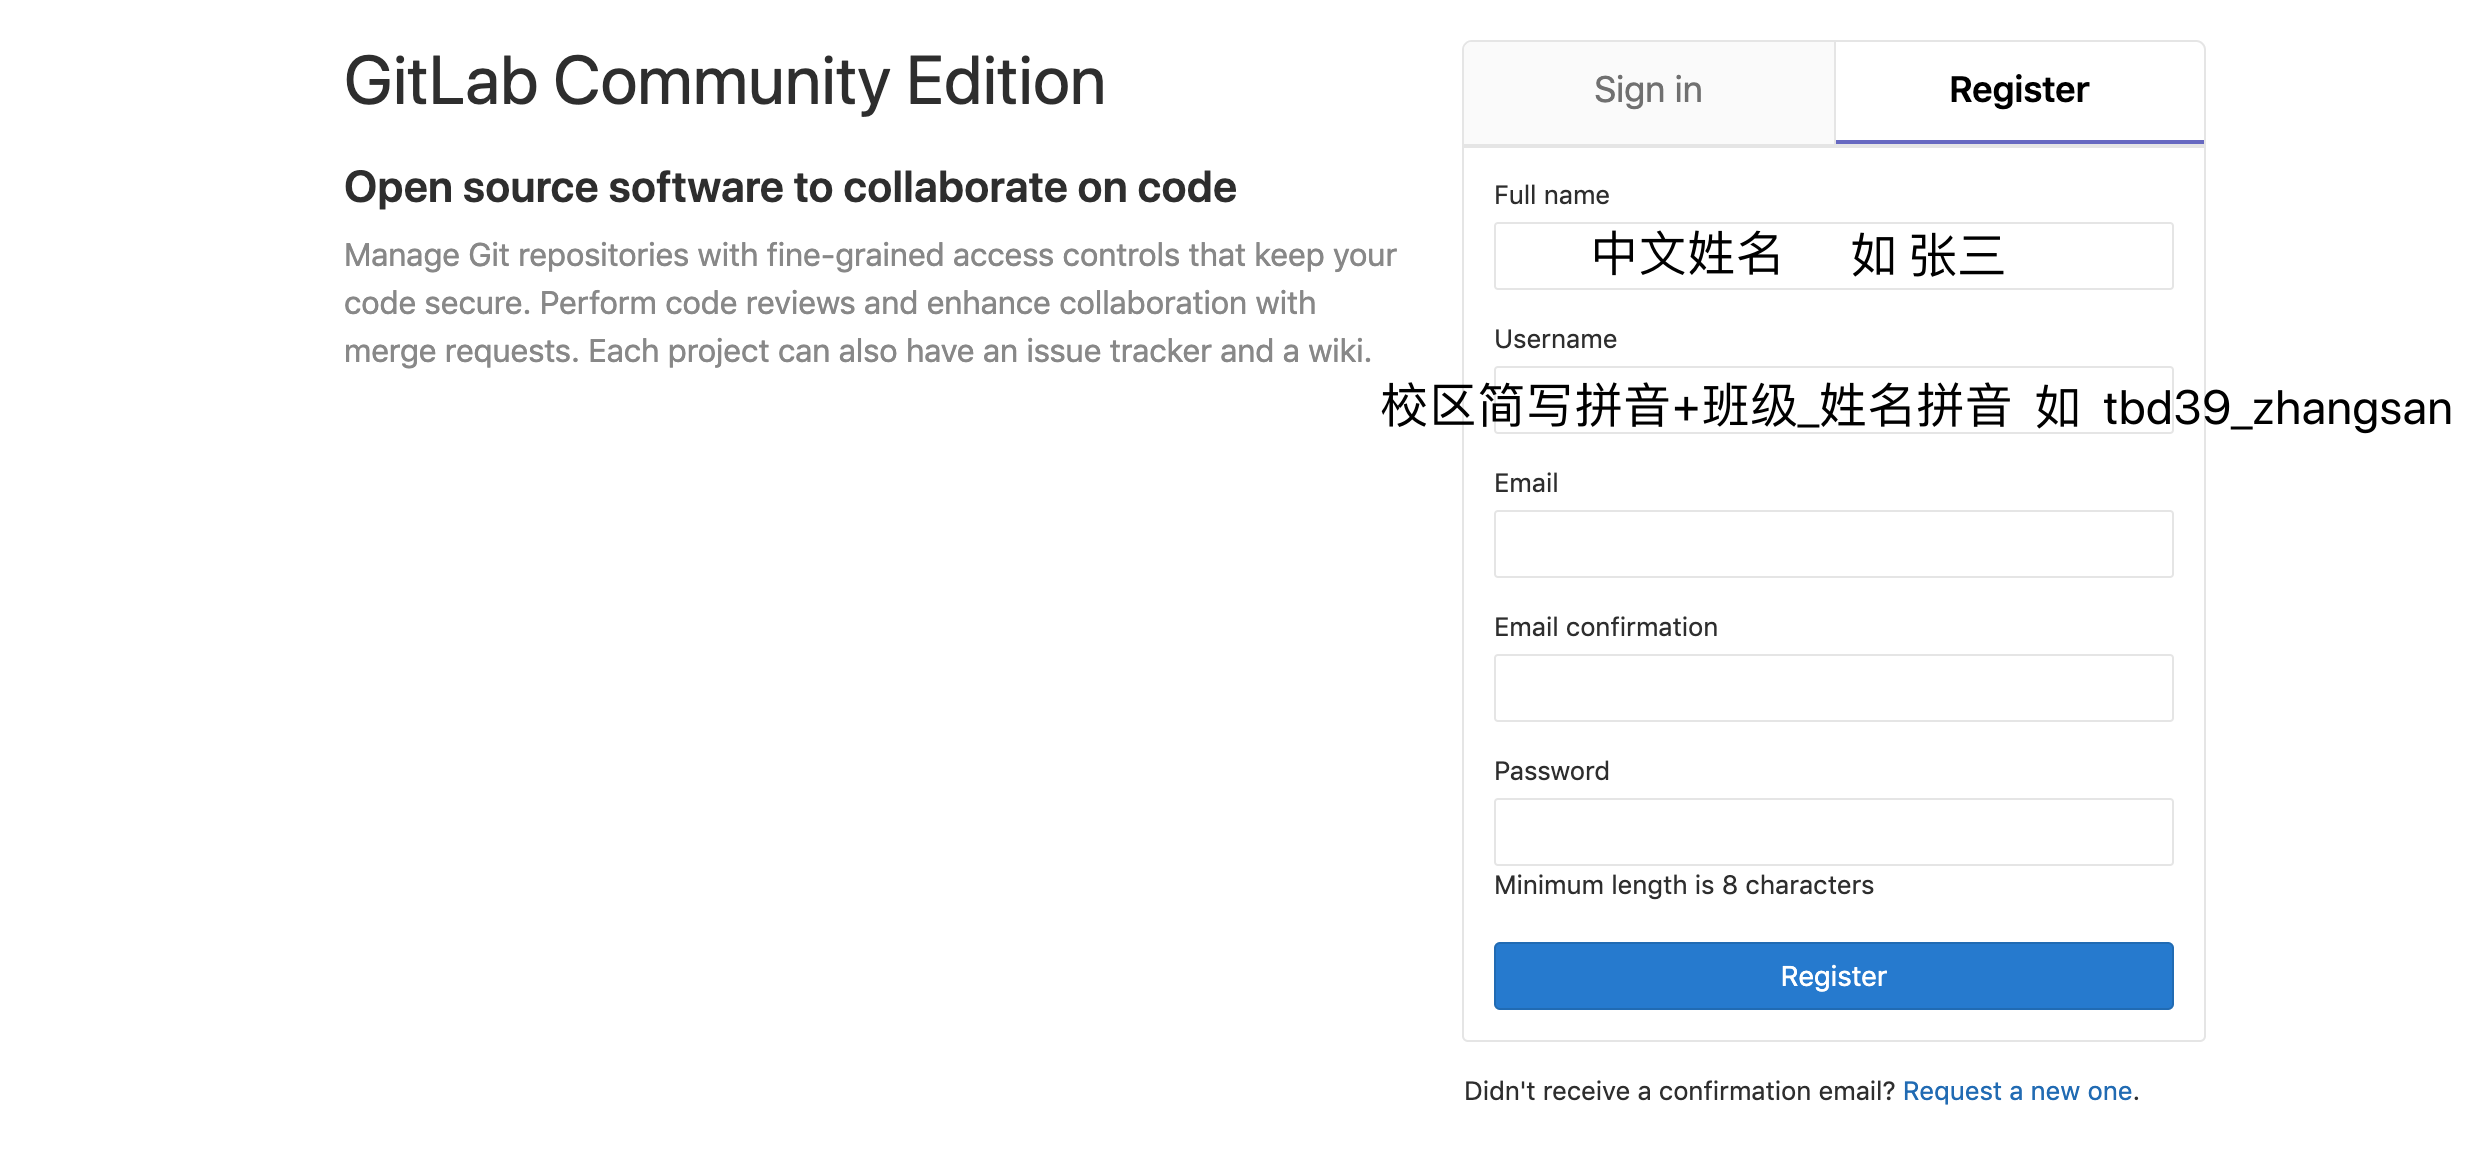 GitLab Community Edition
Open source software to collaborate on code
Manage Git repositories with fine-grained access controls that keep your
code secure. Perform code reviews and enhance collaboration with
merge requests. Each project can also have an issue tracker and a wiki.
Sign in
Register
Full name
中文姓名 如 张三
Username
校区简写拼音+班级_姓名拼音 如 tbd39_zhangsan
Email
Email confirmation
Password
Minimum length is 8 characters
Register
Didn't receive a confirmation email? Request a new one.